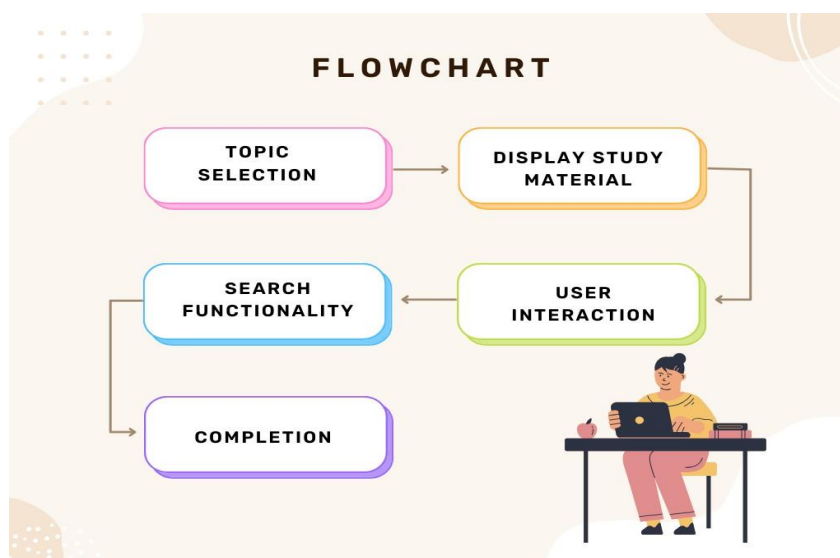 FLOWCHART
TOPIC
SELECTION
DISPLAY STUDY
MATERIAL
USER
INTERACTION
SEARCH
FUNCTIONALITY
COMPLETION